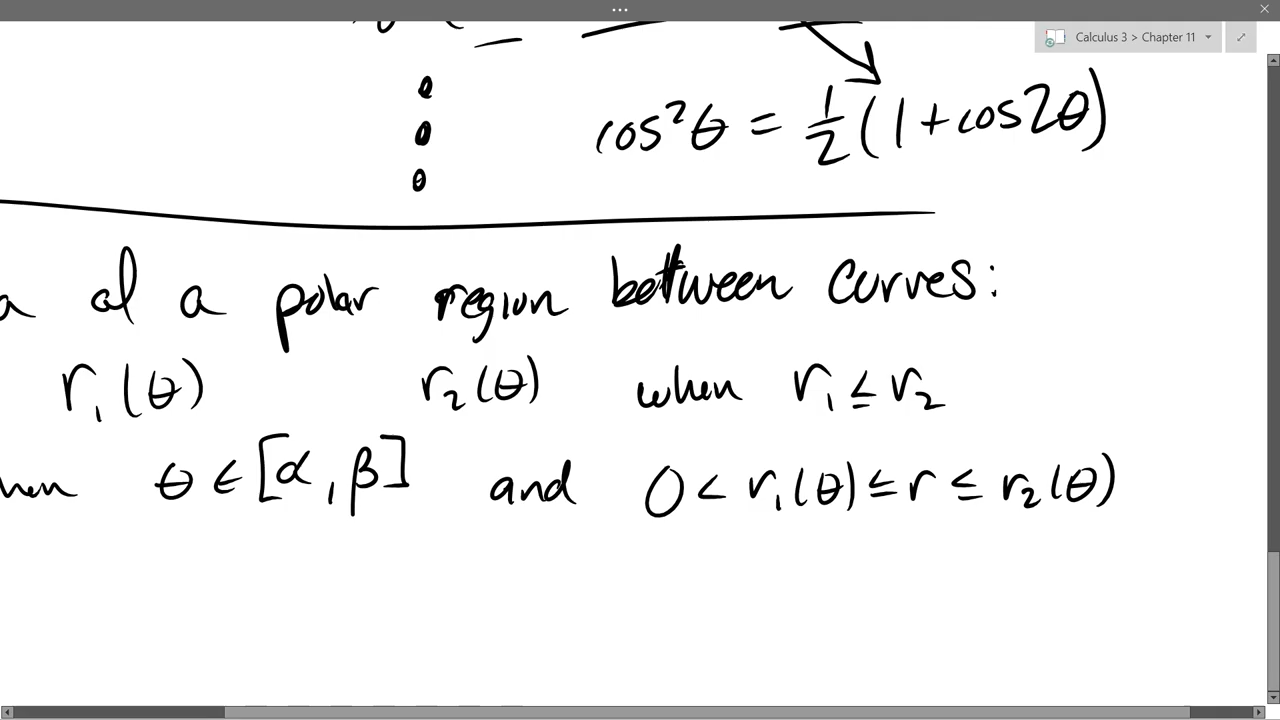 Calculus 3 > Chapter 11
cos²θ = 1/2 (1 + cos2θ)
a of a polar region between curves:
r₁(θ) r₂(θ) when r₁ ≤ r₂
hen θ ∈ [α, β] and 0 < r₁(θ) ≤ r ≤ r₂(θ)